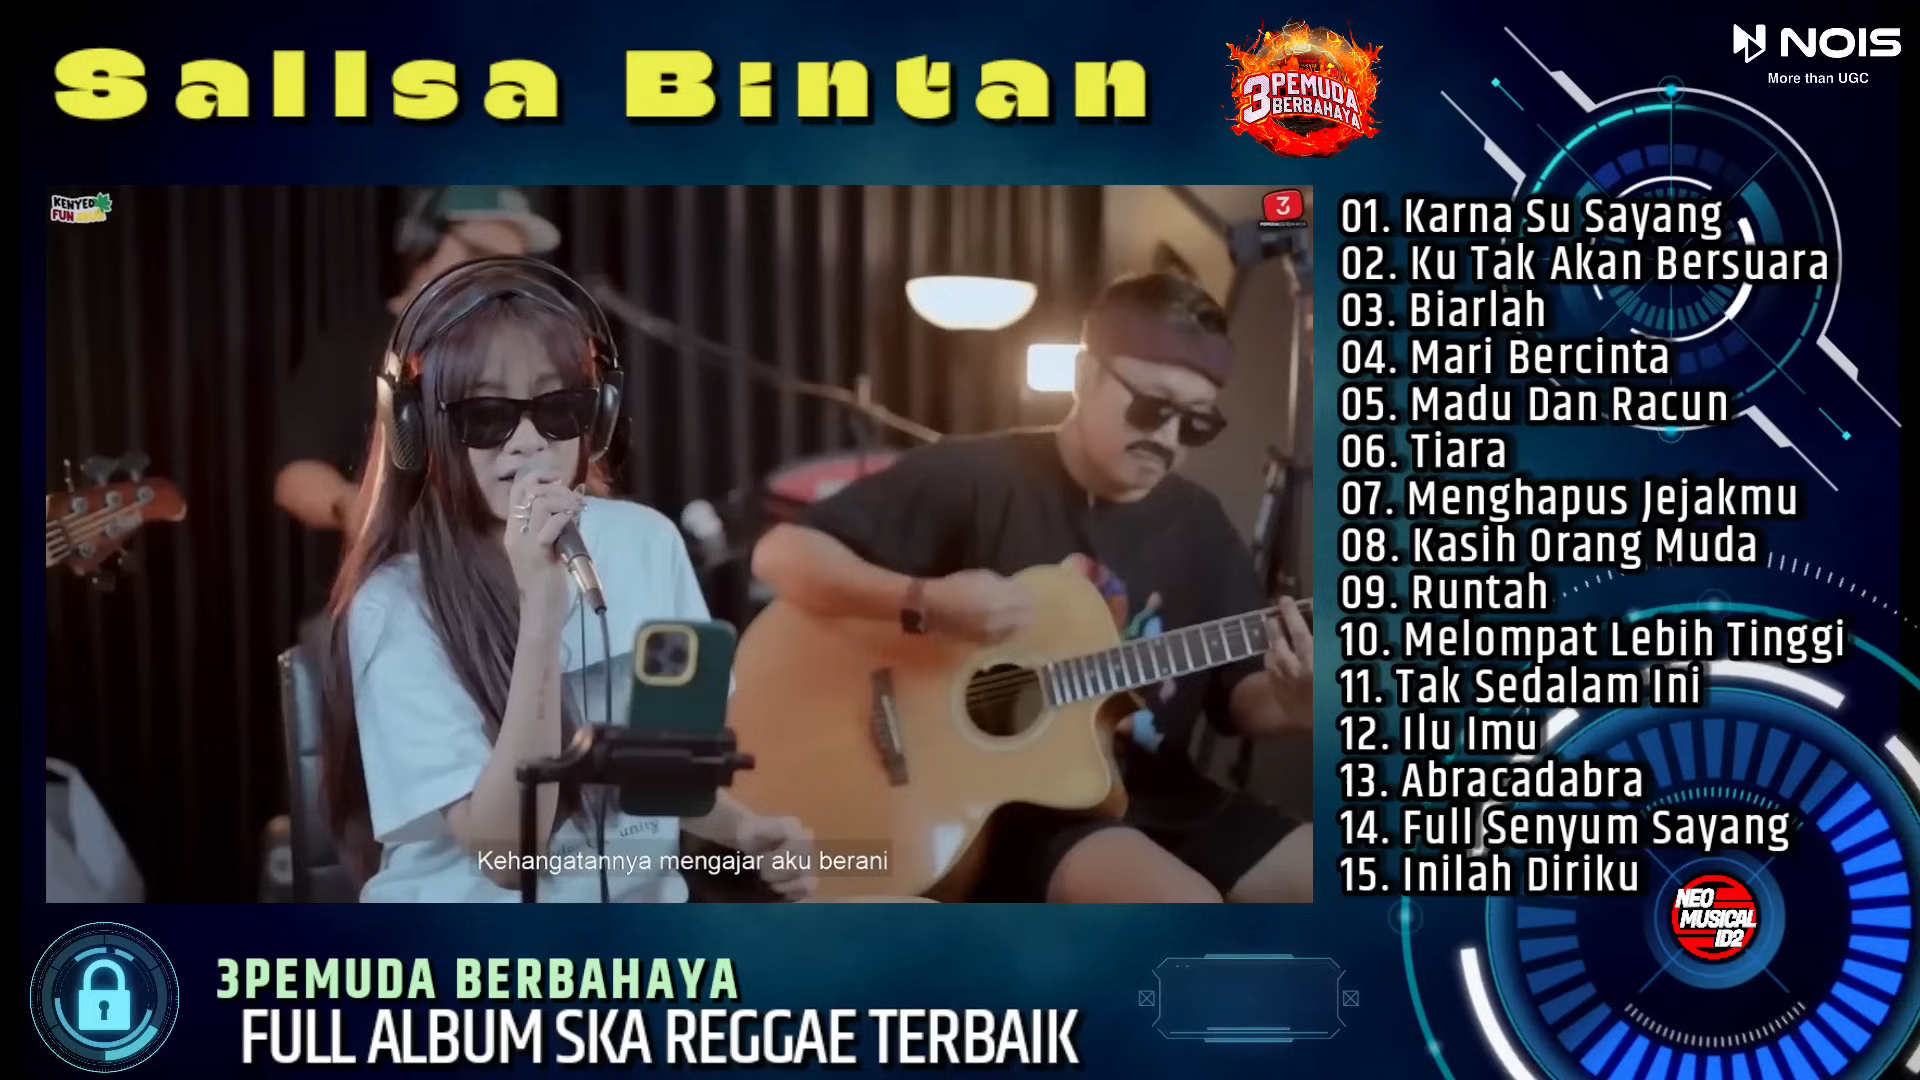 Salsa Bintan
3PEMUDA
BERBAHAYA
NOIS
More than UGC
KENYED
FUN
3
01. Karna Su Sayang
02. Ku Tak Akan Bersuara
03. Biarlah
04. Mari Bercinta
05. Madu Dan Racun
06. Tiara
07. Menghapus Jejakmu
08. Kasih Orang Muda
09. Runtah
10. Melompat Lebih Tinggi
11. Tak Sedalam Ini
12. Ilu Imu
13. Abracadabra
14. Full Senyum Sayang
15. Inilah Diriku
unity
Kehangatannya mengajar aku berani
NEO
MUSICAL
ID2
3PEMUDA BERBAHAYA
FULL ALBUM SKA REGGAE TERBAIK